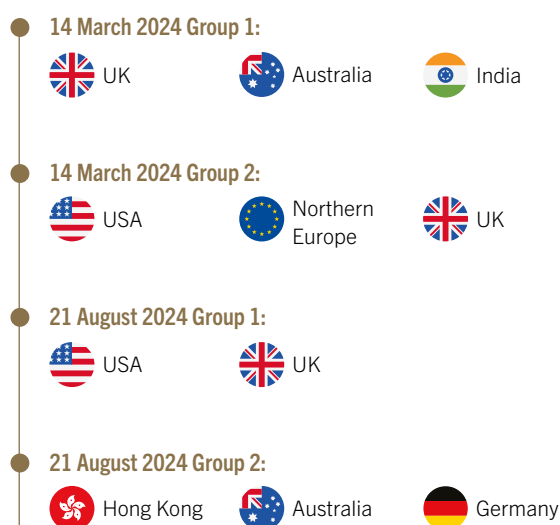 14 March 2024 Group 1:
UK Australia India
14 March 2024 Group 2:
USA Northern Europe UK
21 August 2024 Group 1:
USA UK
21 August 2024 Group 2:
Hong Kong Australia Germany